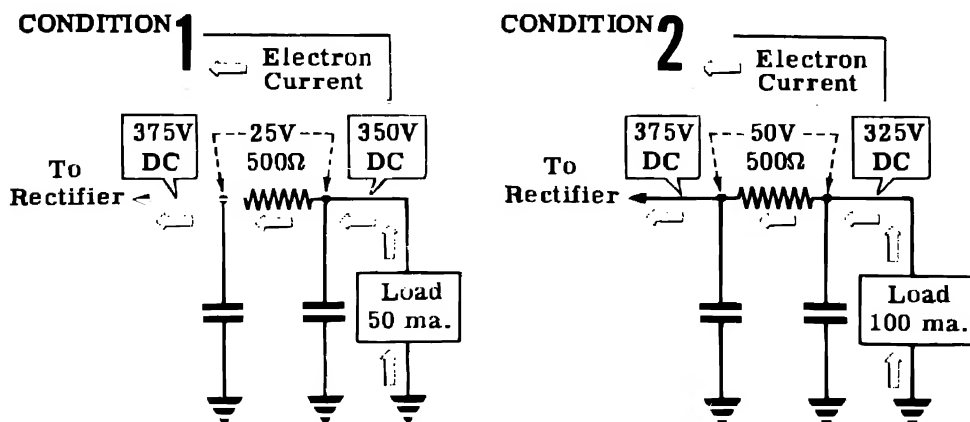 CONDITION 1
Electron
Current
375V
DC
25V
500Ω
350V
DC
To
Rectifier
Load
50 ma.
CONDITION 2
Electron
Current
375V
DC
50V
500Ω
325V
DC
To
Rectifier
Load
100 ma.